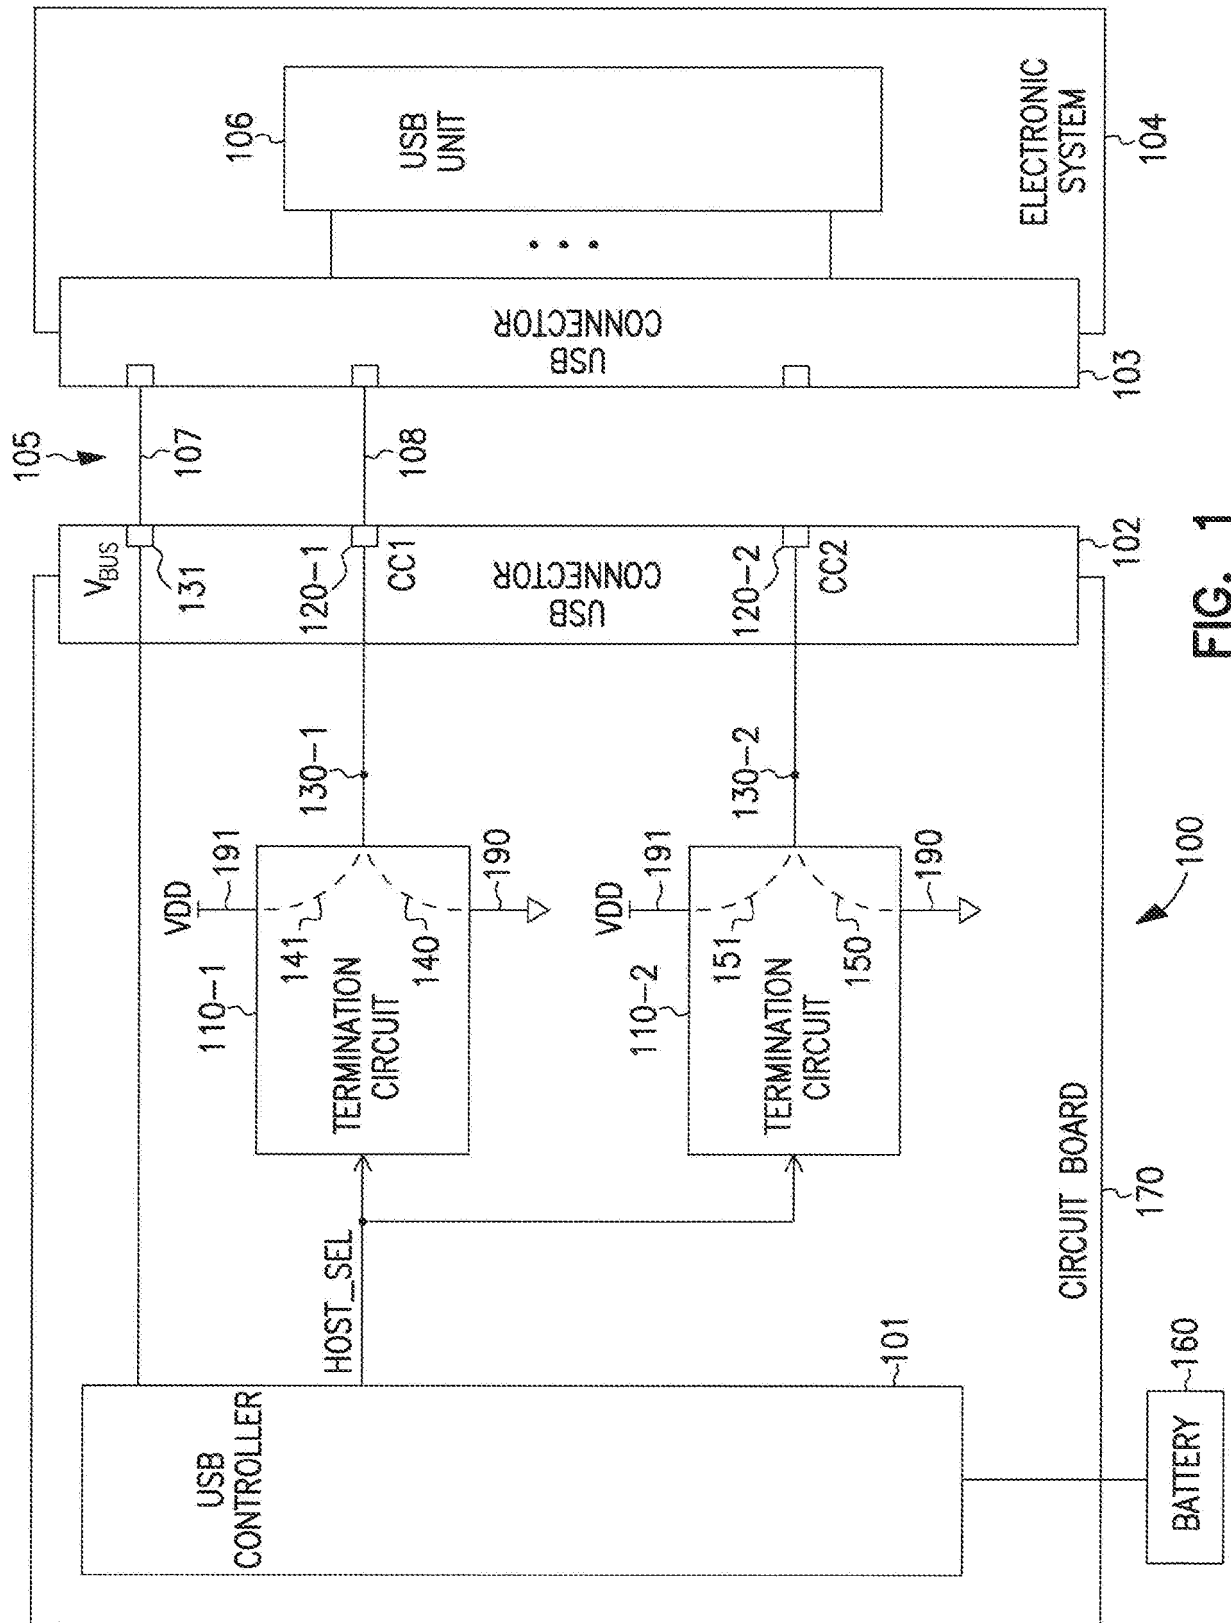 105
107
108
131
V_BUS
120-1
CC1
120-2
CC2
USB
CONNECTOR
102
USB
CONNECTOR
103
106
USB
UNIT
ELECTRONIC
SYSTEM
104
VDD
191
110-1
141
140
TERMINATION
CIRCUIT
190
130-1
VDD
191
110-2
151
150
TERMINATION
CIRCUIT
190
130-2
HOST_SEL
USB
CONTROLLER
101
CIRCUIT BOARD
170
BATTERY
160
100
FIG. 1